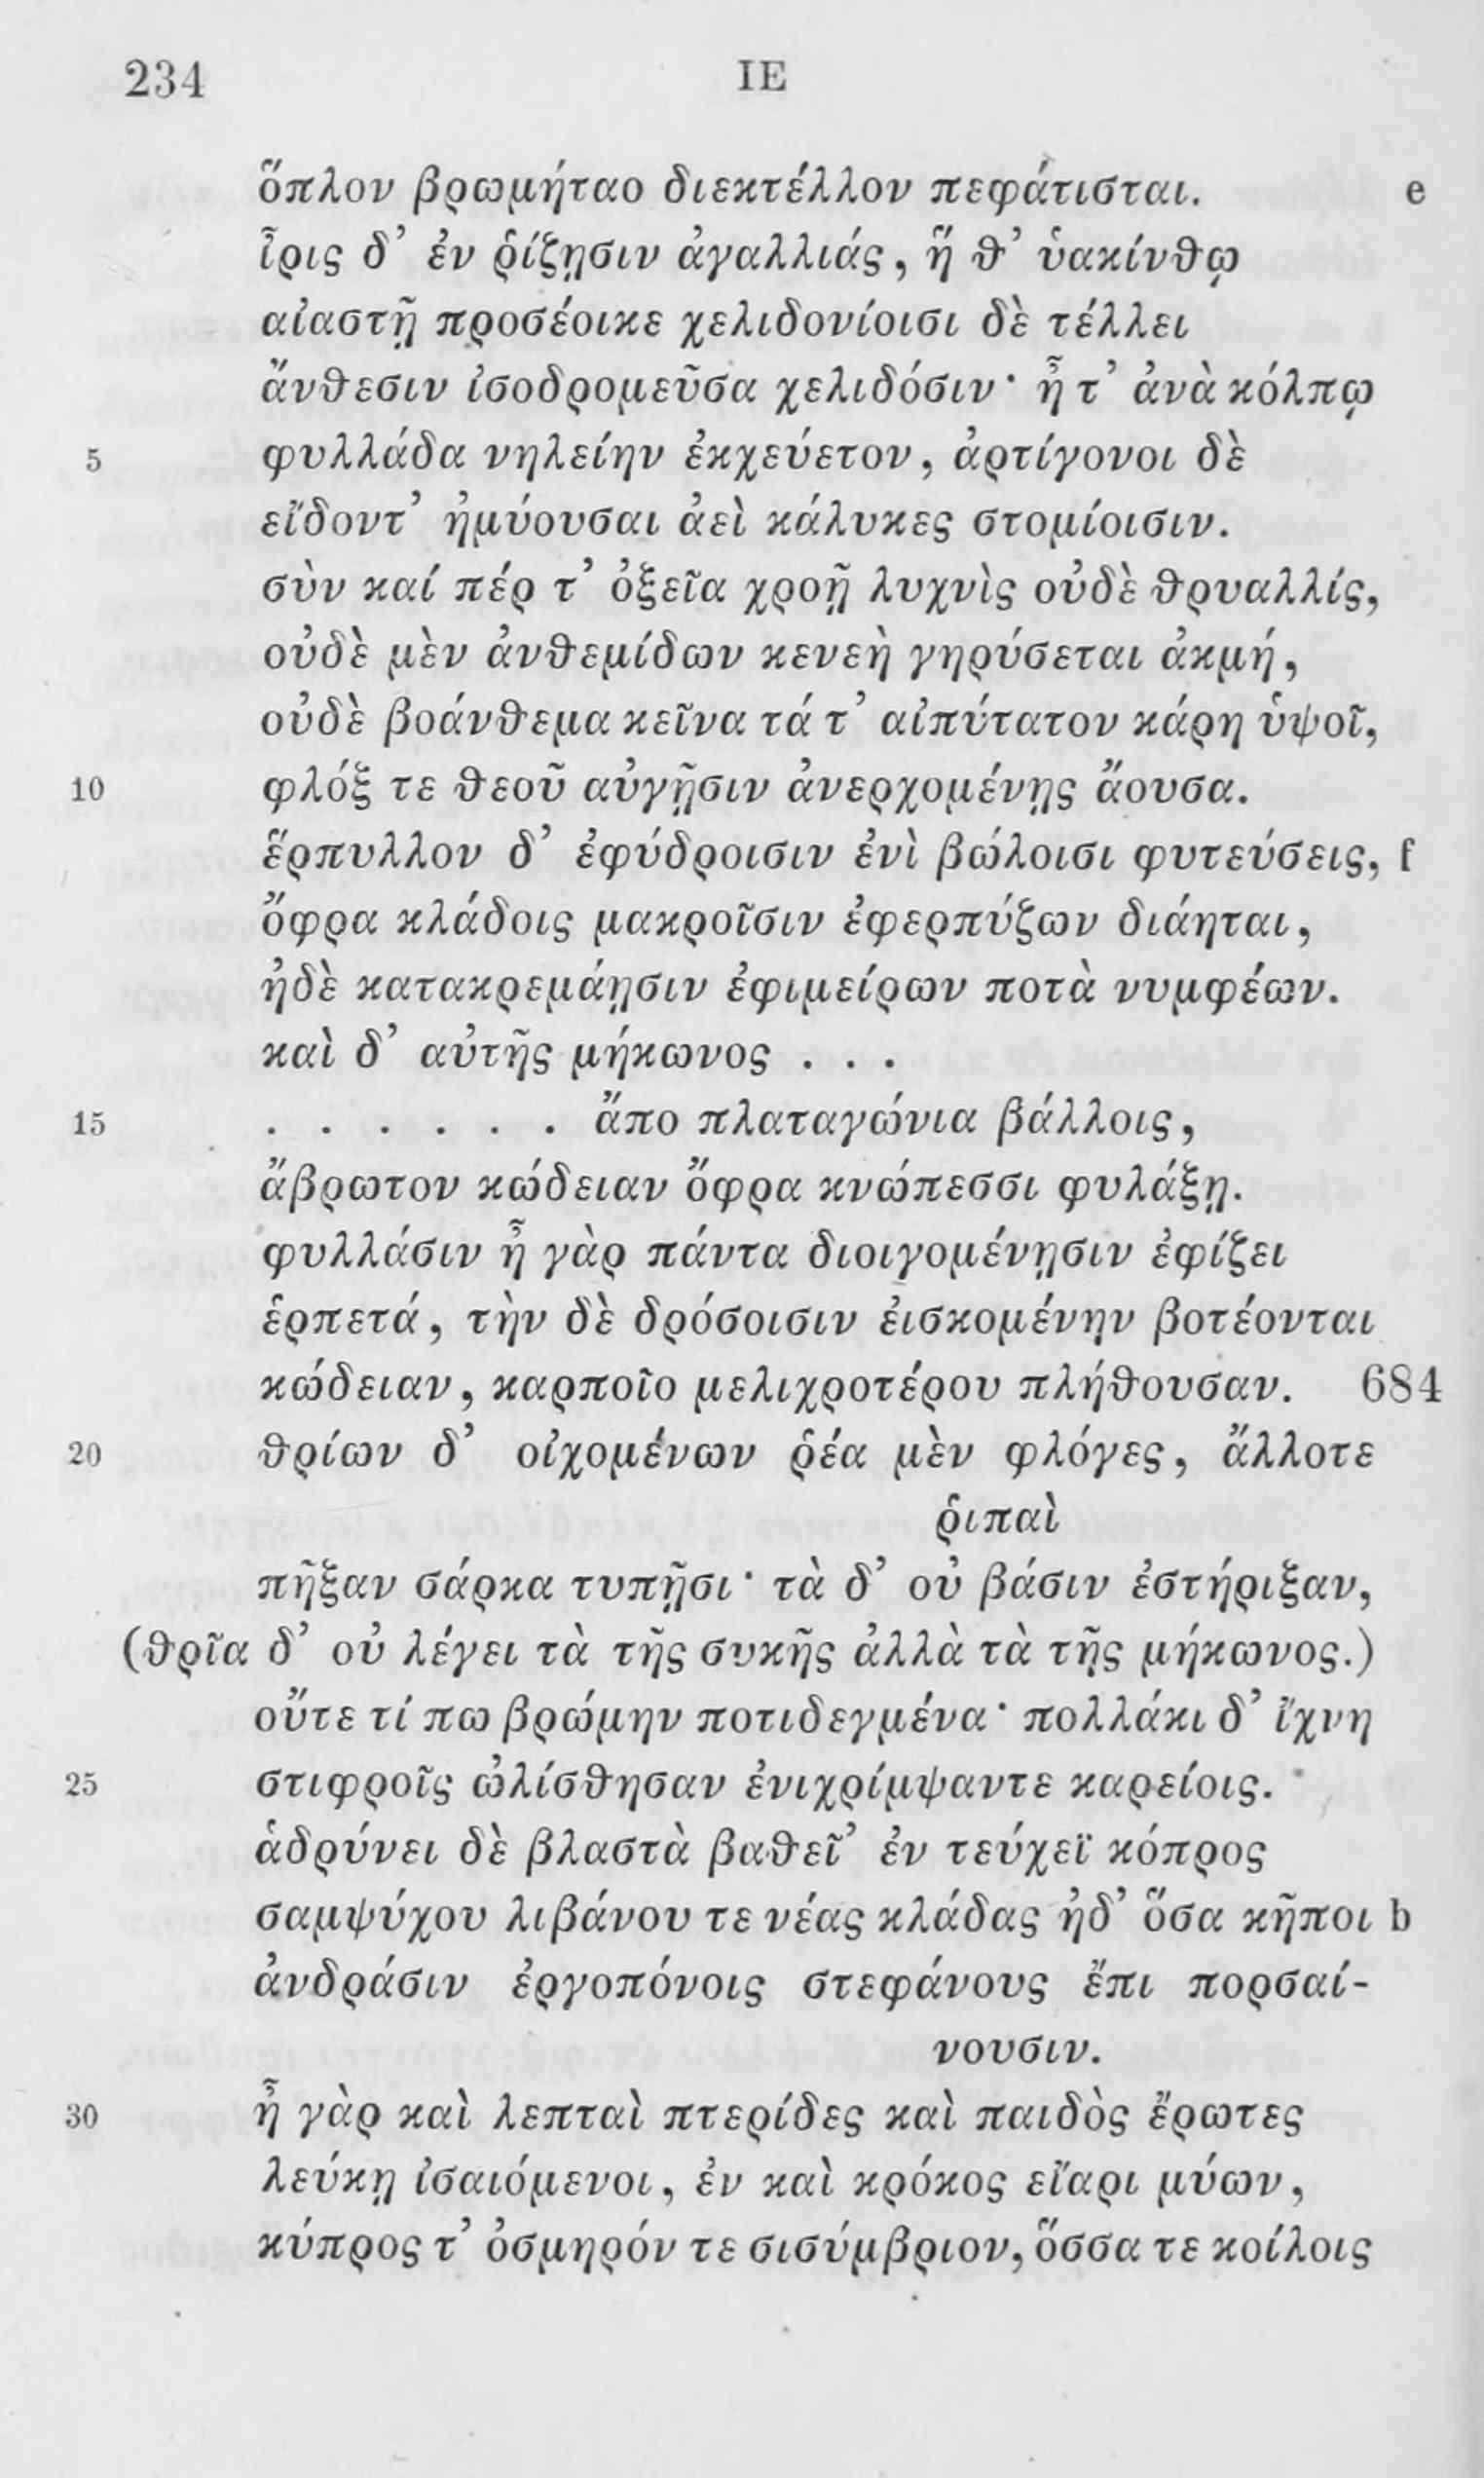 234 ΙΕ
ὅπλον βρωμήταο διεκτέλλον πεφάτισται. e
ἶρις δ’ ἐν ῥίζῃσιν ἀγαλλιάς, ἥ θ’ ὑακίνθῳ
αἰαστῇ προσέοικε χελιδονίοισι δὲ τέλλει
ἄνθεσιν ἰσοδρομεῦσα χελιδόσιν· ἦ τ’ ἀνὰ κόλπῳ
5 φυλλάδα νηλείην ἐκχεύετον, ἀρτίγονοι δὲ
εἴδοντ’ ἠμύουσαι ἀεὶ κάλυκες στομίοισιν.
σὺν καί πέρ τ’ ὀξεῖα χροῇ λυχνὶς οὐδὲ θρυαλλίς,
οὐδὲ μὲν ἀνθεμίδων κενεὴ γηρύσεται ἀκμή,
οὐδὲ βοάνθεμα κεῖνα τά τ’ αἰπύτατον κάρη ὑψοῖ,
10 φλόξ τε θεοῦ αὐγῇσιν ἀνερχομένῃς ἄουσα.
ἕρπυλλον δ’ ἐφύδροισιν ἐνὶ βώλοισι φυτεύσεις, f
ὄφρα κλάδοις μακροῖσιν ἐφερπύζων διάηται,
ἠδὲ κατακρεμάῃσιν ἐφιμείρων ποτὰ νυμφέων.
καὶ δ’ αὐτῆς μήκωνος . . .
15 . . . . . . ἄπο πλαταγώνια βάλλοις,
ἄβρωτον κώδειαν ὄφρα κνώπεσσι φυλάξῃ.
φυλλάσιν ἦ γὰρ πάντα διοιγομένῃσιν ἐφίζει
ἑρπετά, τὴν δὲ δρόσοισιν ἐισκομένην βοτέονται
κώδειαν, καρποῖο μελιχροτέρου πλήθουσαν. 684
20 θρίων δ’ οἰχομένων ῥέα μὲν φλόγες, ἄλλοτε
ῥιπαὶ
πῆξαν σάρκα τυπῇσι· τὰ δ’ οὐ βάσιν ἐστήριξαν,
(θρῖα δ’ οὐ λέγει τὰ τῆς συκῆς ἀλλὰ τὰ τῆς μήκωνος.)
οὔτε τί πω βρώμην ποτιδεγμένα· πολλάκι δ’ ἴχνη
25 στιφροῖς ὠλίσθησαν ἐνιχρίμψαντε καρείοις.
ἁδρύνει δὲ βλαστὰ βαθεῖ’ ἐν τεύχεϊ κόπρος
σαμψύχου λιβάνου τε νέας κλάδας ἠδ’ ὅσα κῆποι b
ἀνδράσιν ἐργοπόνοις στεφάνους ἔπι πορσαί-
νουσιν.
30 ἦ γὰρ καὶ λεπταὶ πτερίδες καὶ παιδὸς ἔρωτες
λεύκῃ ἰσαιόμενοι, ἐν καὶ κρόκος εἴαρι μύων,
κύπρος τ’ ὀσμηρόν τε σισύμβριον, ὅσσα τε κοίλοις